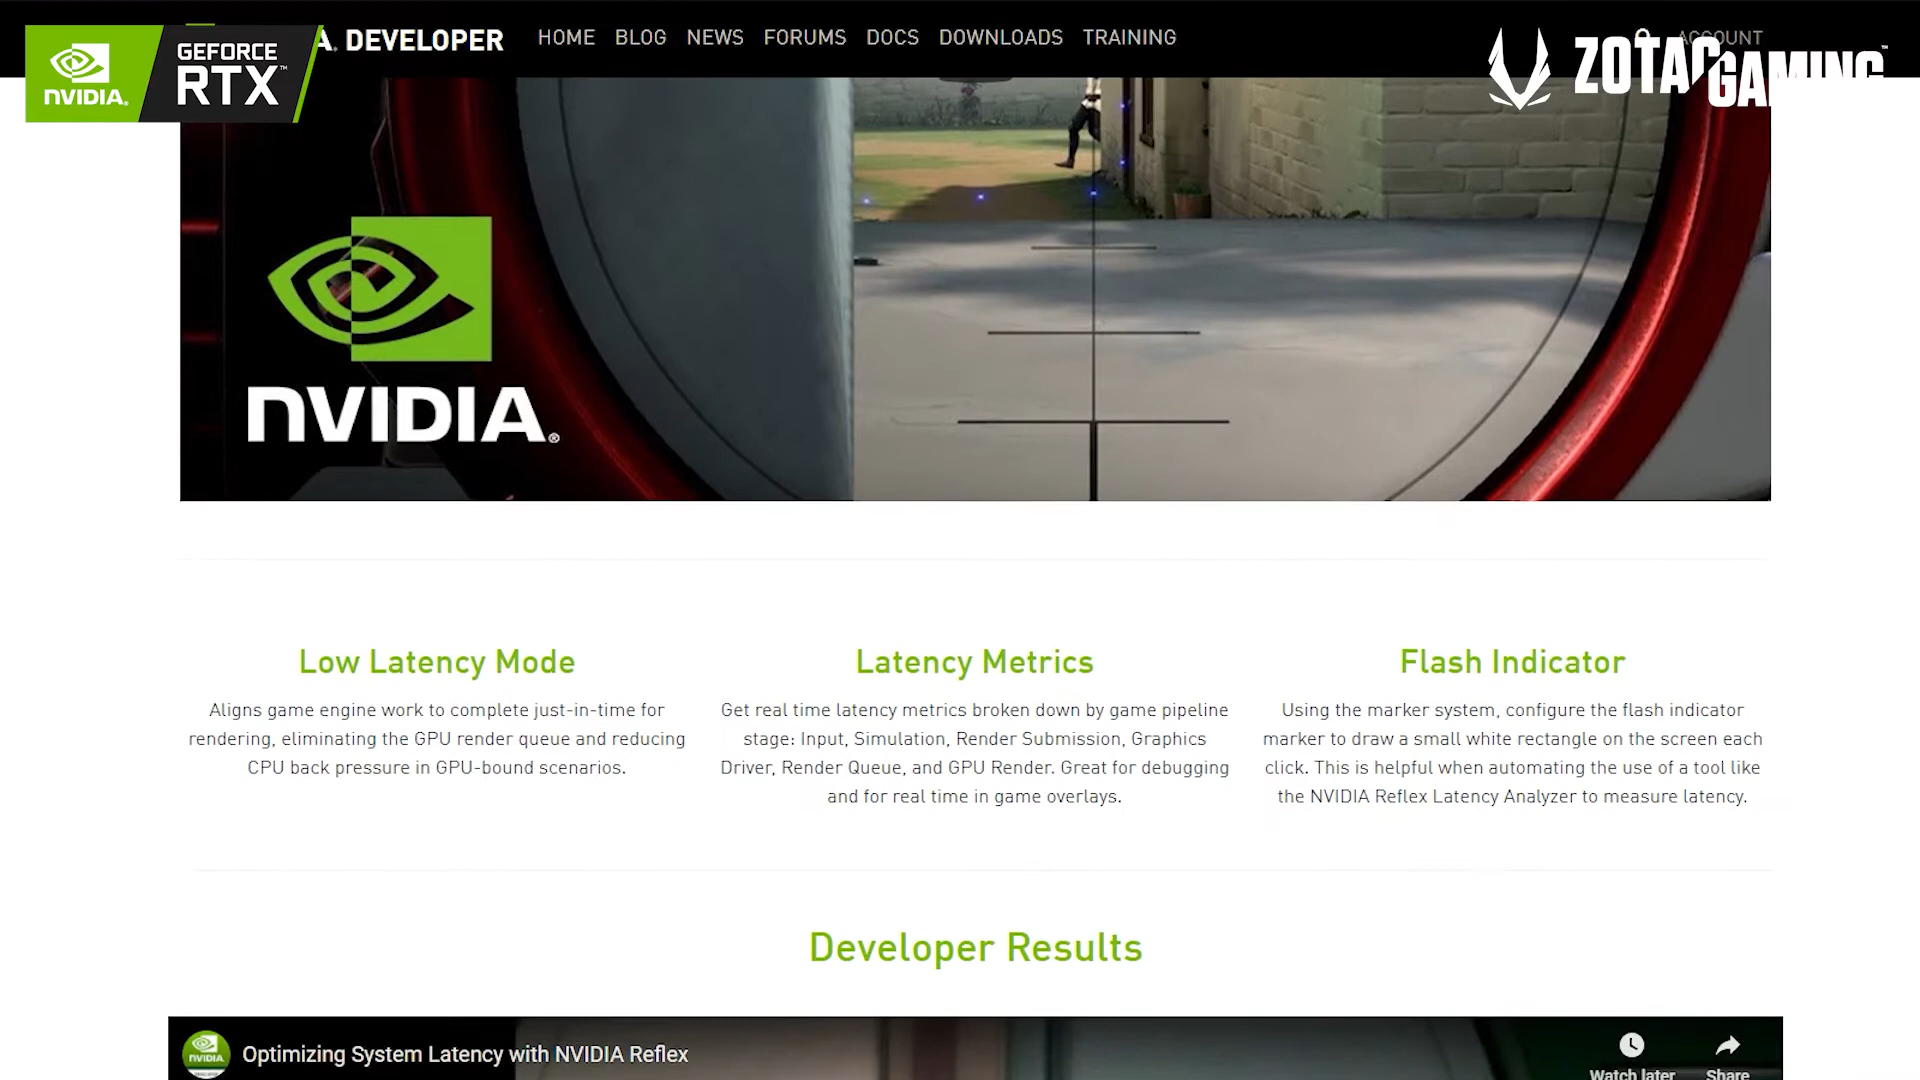 NVIDIA.
GEFORCE
RTX™
A. DEVELOPER
HOME BLOG NEWS FORUMS DOCS DOWNLOADS TRAINING
ACCOUNT
ZOTAC GAMING™
NVIDIA®
Low Latency Mode
Aligns game engine work to complete just-in-time for
rendering, eliminating the GPU render queue and reducing
CPU back pressure in GPU-bound scenarios.
Latency Metrics
Get real time latency metrics broken down by game pipeline
stage: Input, Simulation, Render Submission, Graphics
Driver, Render Queue, and GPU Render. Great for debugging
and for real time in game overlays.
Flash Indicator
Using the marker system, configure the flash indicator
marker to draw a small white rectangle on the screen each
click. This is helpful when automating the use of a tool like
the NVIDIA Reflex Latency Analyzer to measure latency.
Developer Results
NVIDIA.
Optimizing System Latency with NVIDIA Reflex
Watch later
Share